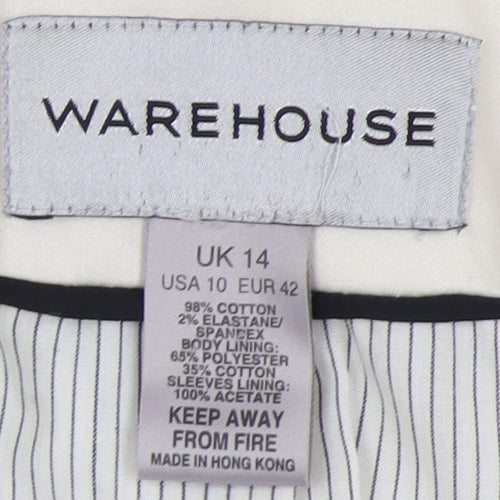 WAREHOUSE
UK 14
USA 10 EUR 42
98% COTTON
2% ELASTANE/
SPANDEX
BODY LINING:
65% POLYESTER
35% COTTON
SLEEVES LINING:
100% ACETATE
KEEP AWAY
FROM FIRE
MADE IN HONG KONG